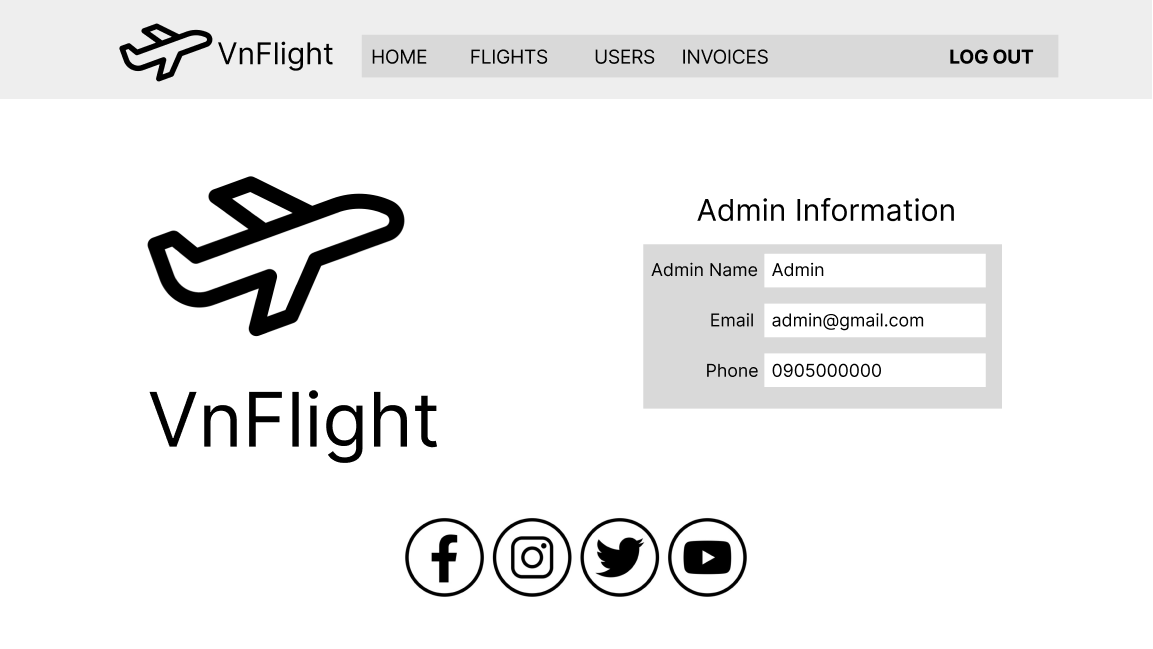 VnFlight
HOME FLIGHTS USERS INVOICES LOG OUT
Admin Information
Admin Name Admin
Email admin@gmail.com
Phone 0905000000
VnFlight